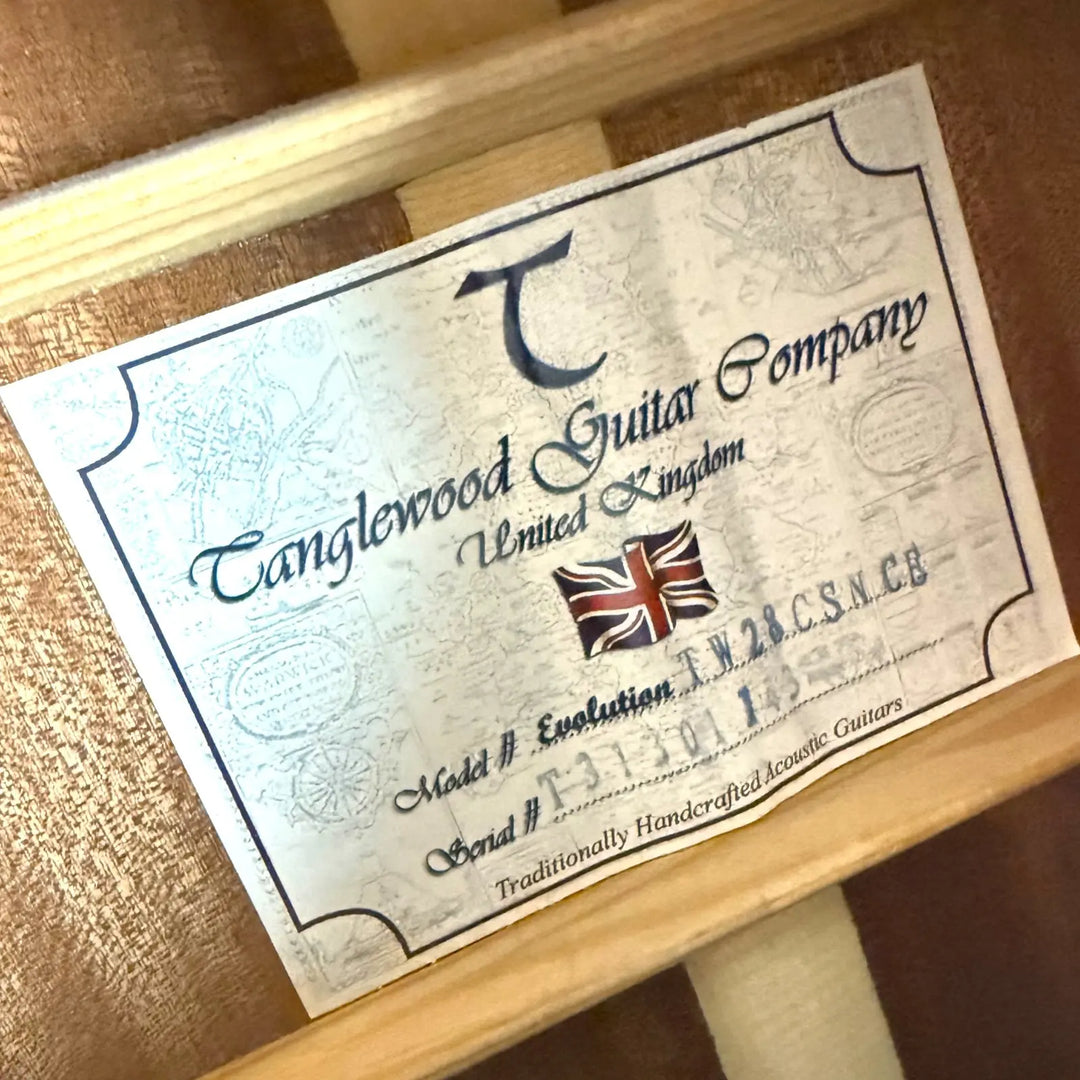 T
Tanglewood Guitar Company
United Kingdom
Model # Evolution TW28CSN CE
Serial #
Traditionally Handcrafted Acoustic Guitars